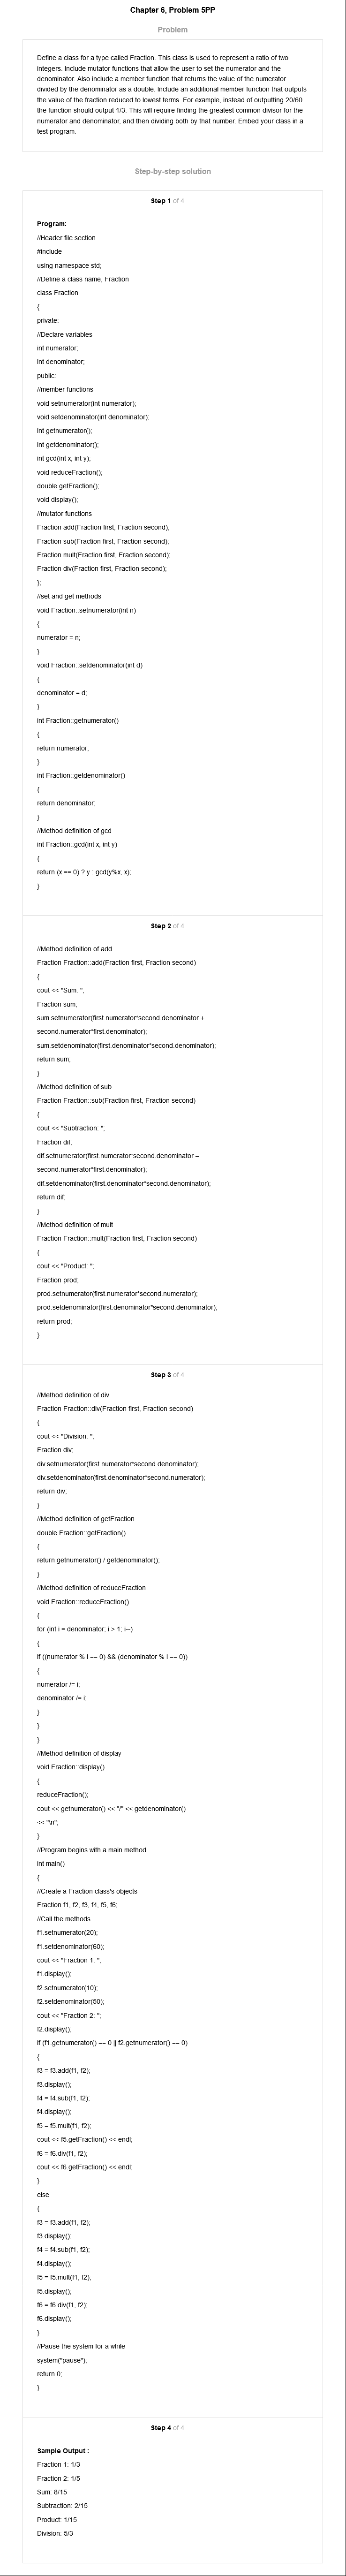 Chapter 6, Problem 5PP
Problem
Define a class for a type called Fraction. This class is used to represent a ratio of two
integers. Include mutator functions that allow the user to set the numerator and the
denominator. Also include a member function that returns the value of the numerator
divided by the denominator as a double. Include an additional member function that outputs
the value of the fraction reduced to lowest terms. For example, instead of outputting 20/60
the function should output 1/3. This will require finding the greatest common divisor for the
numerator and denominator, and then dividing both by that number. Embed your class in a
test program.
Step-by-step solution
Step 1 of 4
Program:
//Header file section
#include
using namespace std;
//Define a class name, Fraction
class Fraction
{
private:
//Declare variables
int numerator;
int denominator;
public:
//member functions
void setnumerator(int numerator);
void setdenominator(int denominator);
int getnumerator();
int getdenominator();
int gcd(int x, int y);
void reduceFraction();
double getFraction();
void display();
//mutator functions
Fraction add(Fraction first, Fraction second);
Fraction sub(Fraction first, Fraction second);
Fraction mult(Fraction first, Fraction second);
Fraction div(Fraction first, Fraction second);
};
//set and get methods
void Fraction::setnumerator(int n)
{
numerator = n;
}
void Fraction::setdenominator(int d)
{
denominator = d;
}
int Fraction::getnumerator()
{
return numerator;
}
int Fraction::getdenominator()
{
return denominator;
}
//Method definition of gcd
int Fraction::gcd(int x, int y)
{
return (x == 0) ? y : gcd(y%x, x);
}
Step 2 of 4
//Method definition of add
Fraction Fraction::add(Fraction first, Fraction second)
{
cout << "Sum: ";
Fraction sum;
sum.setnumerator(first.numerator*second.denominator +
second.numerator*first.denominator);
sum.setdenominator(first.denominator*second.denominator);
return sum;
}
//Method definition of sub
Fraction Fraction::sub(Fraction first, Fraction second)
{
cout << "Subtraction: ";
Fraction dif;
dif.setnumerator(first.numerator*second.denominator –
second.numerator*first.denominator);
dif.setdenominator(first.denominator*second.denominator);
return dif;
}
//Method definition of mult
Fraction Fraction::mult(Fraction first, Fraction second)
{
cout << "Product: ";
Fraction prod;
prod.setnumerator(first.numerator*second.numerator);
prod.setdenominator(first.denominator*second.denominator);
return prod;
}
Step 3 of 4
//Method definition of div
Fraction Fraction::div(Fraction first, Fraction second)
{
cout << "Division: ";
Fraction div;
div.setnumerator(first.numerator*second.denominator);
div.setdenominator(first.denominator*second.numerator);
return div;
}
//Method definition of getFraction
double Fraction::getFraction()
{
return getnumerator() / getdenominator();
}
//Method definition of reduceFraction
void Fraction::reduceFraction()
{
for (int i = denominator; i > 1; i--)
{
if ((numerator % i == 0) && (denominator % i == 0))
{
numerator /= i;
denominator /= i;
}
}
}
//Method definition of display
void Fraction::display()
{
reduceFraction();
cout << getnumerator() << "/" << getdenominator()
<< "\n";
}
//Program begins with a main method
int main()
{
//Create a Fraction class's objects
Fraction f1, f2, f3, f4, f5, f6;
//Call the methods
f1.setnumerator(20);
f1.setdenominator(60);
cout << "Fraction 1: ";
f1.display();
f2.setnumerator(10);
f2.setdenominator(50);
cout << "Fraction 2: ";
f2.display();
if (f1.getnumerator() == 0 || f2.getnumerator() == 0)
{
f3 = f3.add(f1, f2);
f3.display();
f4 = f4.sub(f1, f2);
f4.display();
f5 = f5.mult(f1, f2);
cout << f5.getFraction() << endl;
f6 = f6.div(f1, f2);
cout << f6.getFraction() << endl;
}
else
{
f3 = f3.add(f1, f2);
f3.display();
f4 = f4.sub(f1, f2);
f4.display();
f5 = f5.mult(f1, f2);
f5.display();
f6 = f6.div(f1, f2);
f6.display();
}
//Pause the system for a while
system("pause");
return 0;
}
Step 4 of 4
Sample Output :
Fraction 1: 1/3
Fraction 2: 1/5
Sum: 8/15
Subtraction: 2/15
Product: 1/15
Division: 5/3